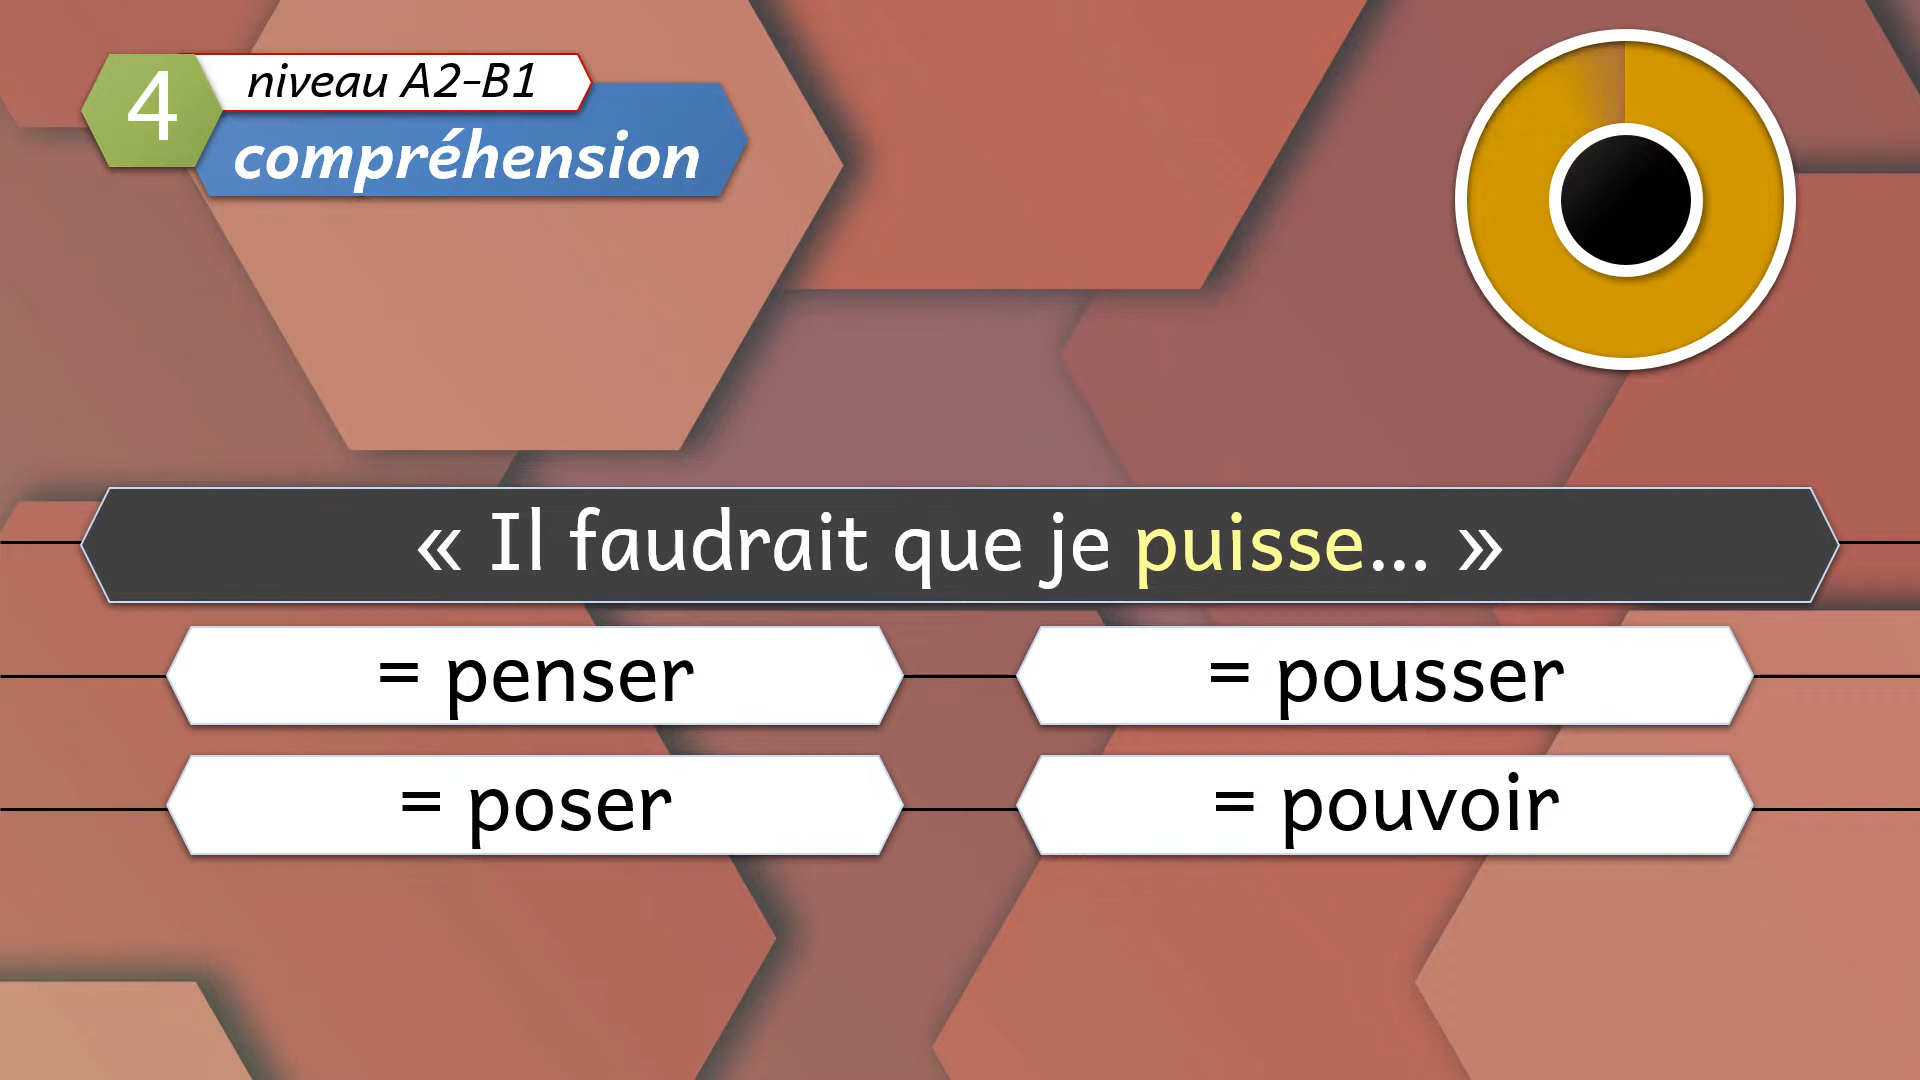 4
niveau A2-B1
compréhension
« Il faudrait que je puisse... »
= penser
= pousser
= poser
= pouvoir